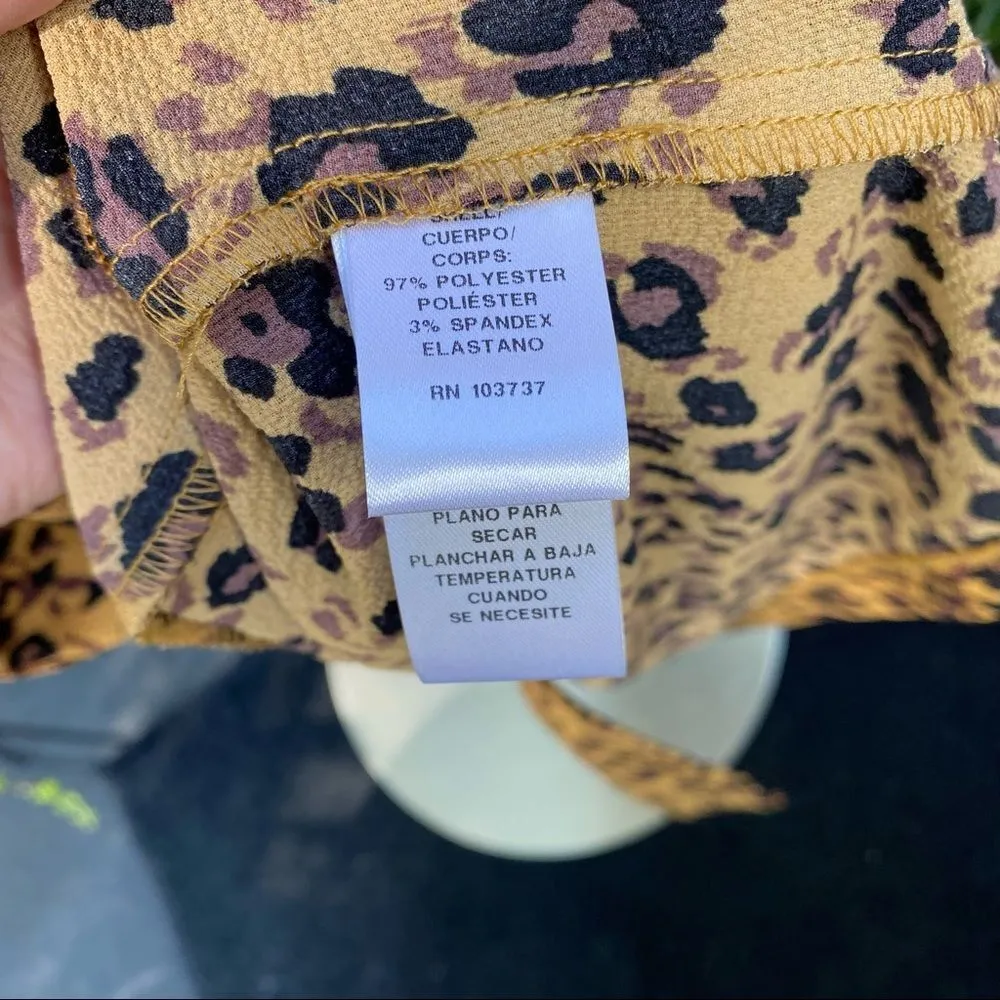 CUERPO/
CORPS:
97% POLYESTER
POLIÉSTER
3% SPANDEX
ELASTANO
RN 103737
PLANO PARA
SECAR
PLANCHAR A BAJA
TEMPERATURA
CUANDO
SE NECESITE